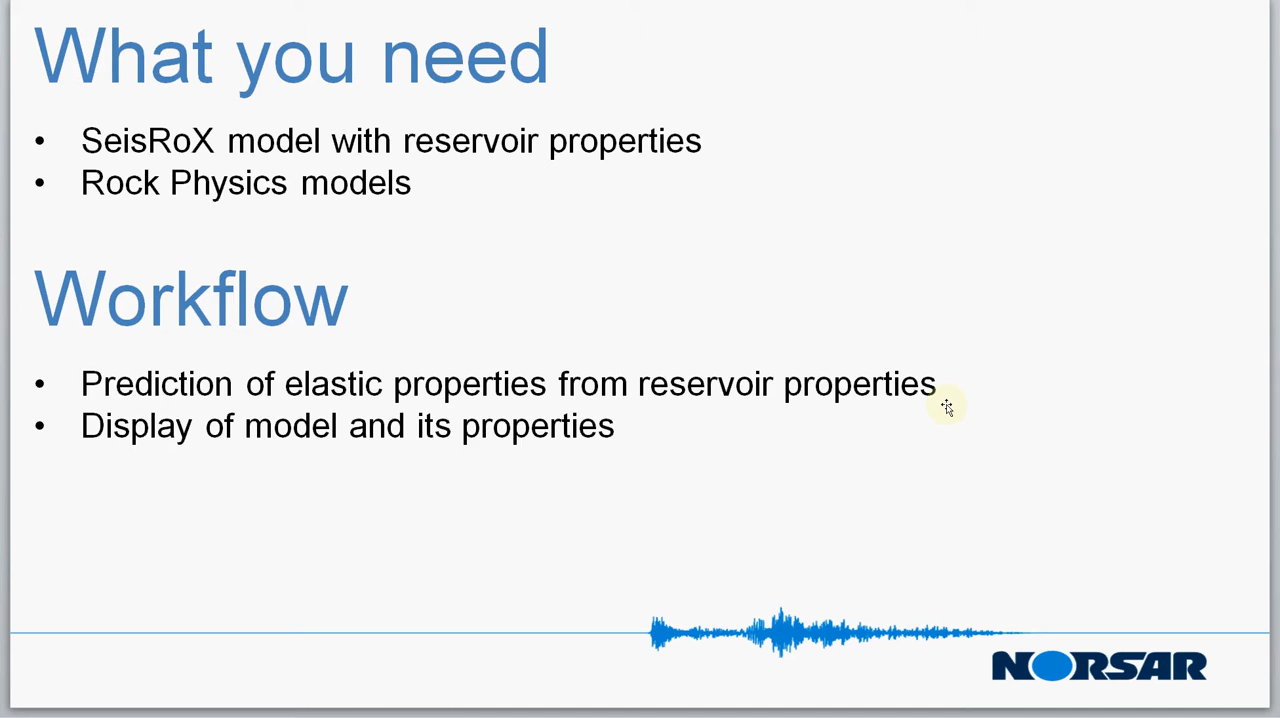 What you need
• SeisRoX model with reservoir properties
• Rock Physics models
Workflow
• Prediction of elastic properties from reservoir properties
• Display of model and its properties
NORSAR